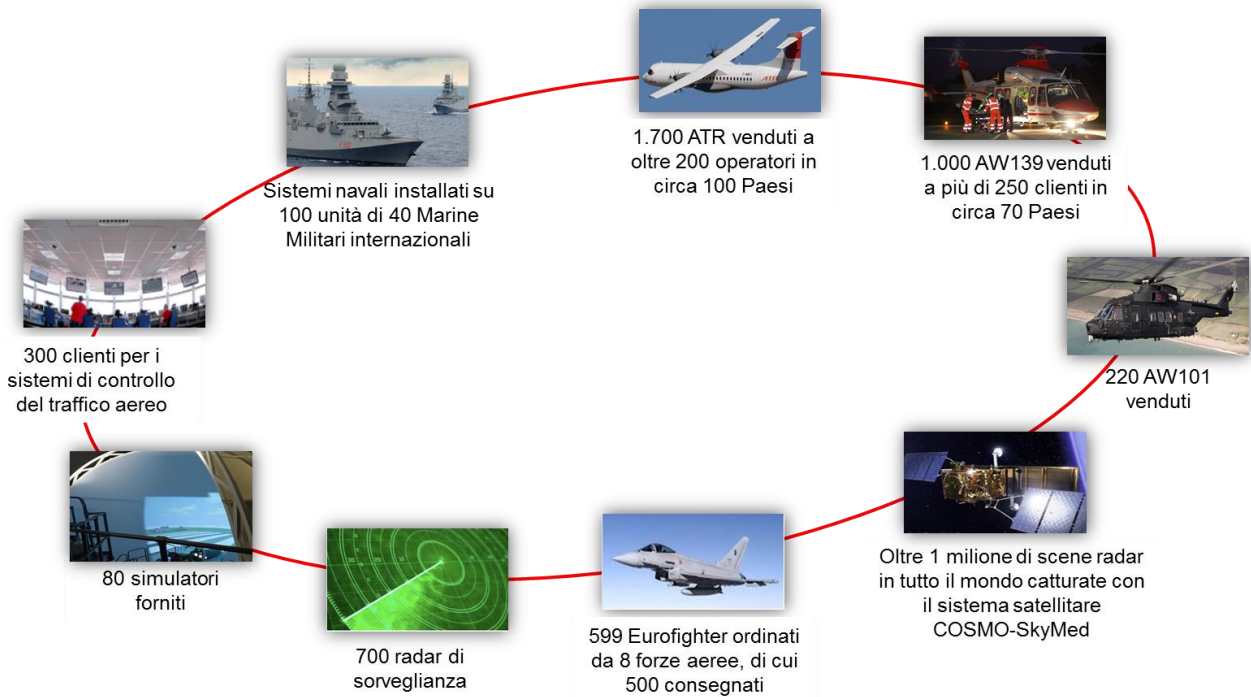 1.700 ATR venduti a
oltre 200 operatori in
circa 100 Paesi
1.000 AW139 venduti
a più di 250 clienti in
circa 70 Paesi
220 AW101
venduti
Oltre 1 milione di scene radar
in tutto il mondo catturate con
il sistema satellitare
COSMO-SkyMed
599 Eurofighter ordinati
da 8 forze aeree, di cui
500 consegnati
700 radar di
sorveglianza
80 simulatori
forniti
300 clienti per i
sistemi di controllo
del traffico aereo
Sistemi navali installati su
100 unità di 40 Marine
Militari internazionali